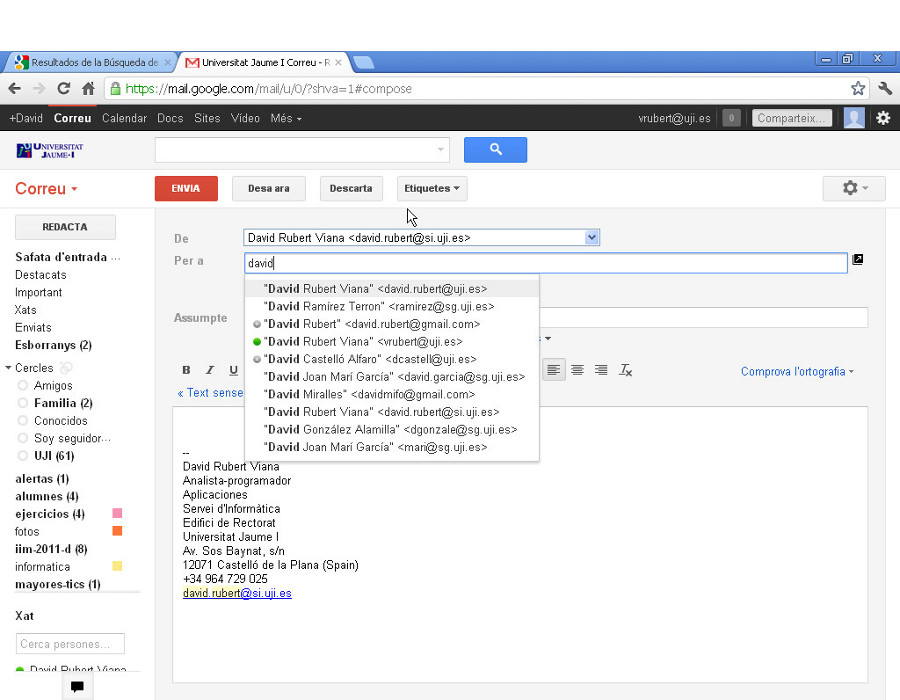 Resultados de la Búsqueda de
Universitat Jaume I Correu - R
https://mail.google.com/mail/u/0/?shva=1#compose
+David Correu Calendar Docs Sites Vídeo Més vrubert@uji.es 0 Comparteix...
UNIVERSITAT
JAUME·I
Correu ENVIA Desa ara Descarta Etiquetes
REDACTA
Safata d'entrada ...
Destacats
Important
Xats
Enviats
Esborranys (2)
Cercles
Amigos
Familia (2)
Conocidos
Soy seguidor...
UJI (61)
alertas (1)
alumnes (4)
ejercicios (4)
fotos
iim-2011-d (8)
informatica
mayores-tics (1)
Xat
Cerca persones...
David Rubert Viana
De David Rubert Viana <david.rubert@si.uji.es>
Per a david
"David Rubert Viana" <david.rubert@uji.es>
"David Ramírez Terron" <ramirez@sg.uji.es>
"David Rubert" <david.rubert@gmail.com>
"David Rubert Viana" <vrubert@uji.es>
"David Castelló Alfaro" <dcastell@uji.es>
"David Joan Marí García" <david.garcia@sg.uji.es>
"David Miralles" <davidmifo@gmail.com>
"David Rubert Viana" <david.rubert@si.uji.es>
"David González Alamilla" <dgonzale@sg.uji.es>
"David Joan Marí García" <mari@sg.uji.es>
Assumpte
B I U Comprova l'ortografia
« Text sense
--
David Rubert Viana
Analista-programador
Aplicaciones
Servei d'Informàtica
Edifici de Rectorat
Universitat Jaume I
Av. Sos Baynat, s/n
12071 Castelló de la Plana (Spain)
+34 964 729 025
david.rubert@si.uji.es